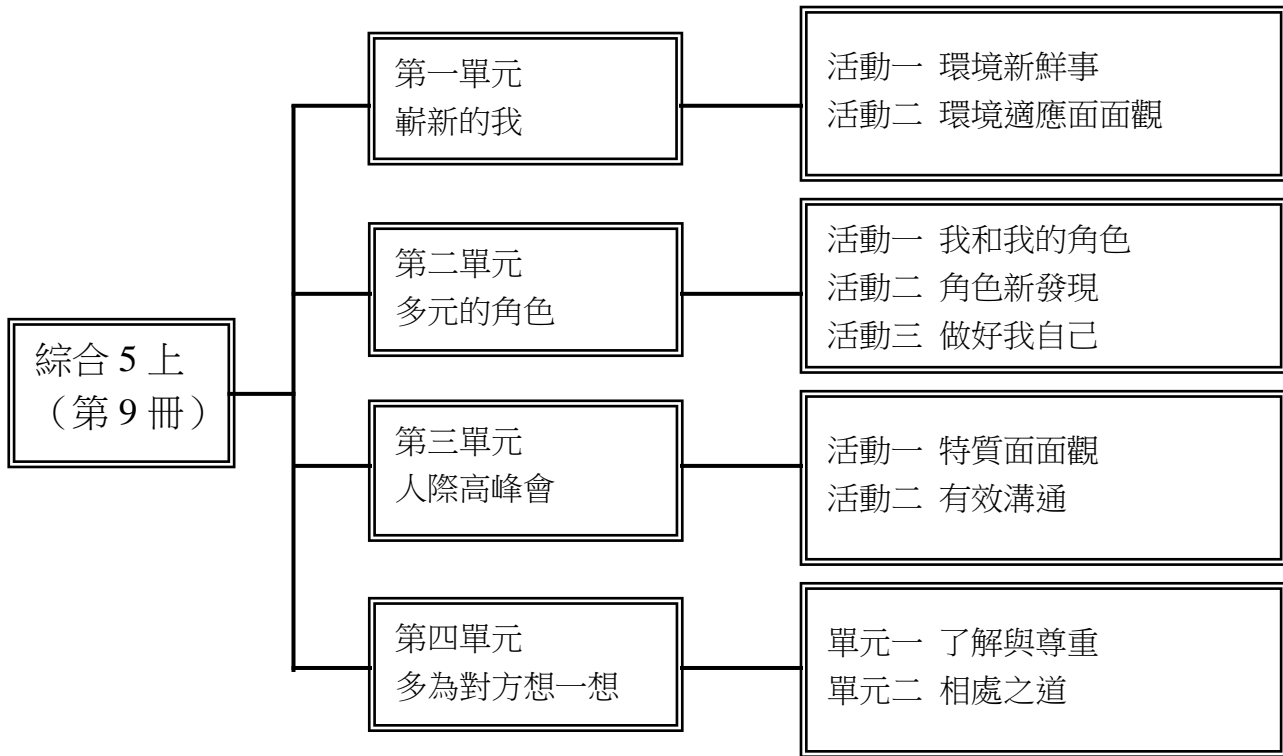 綜合 5 上
（第 9 冊）
第一單元
嶄新的我
活動一 環境新鮮事
活動二 環境適應面面觀
第二單元
多元的角色
活動一 我和我的角色
活動二 角色新發現
活動三 做好我自己
第三單元
人際高峰會
活動一 特質面面觀
活動二 有效溝通
第四單元
多為對方想一想
單元一 了解與尊重
單元二 相處之道